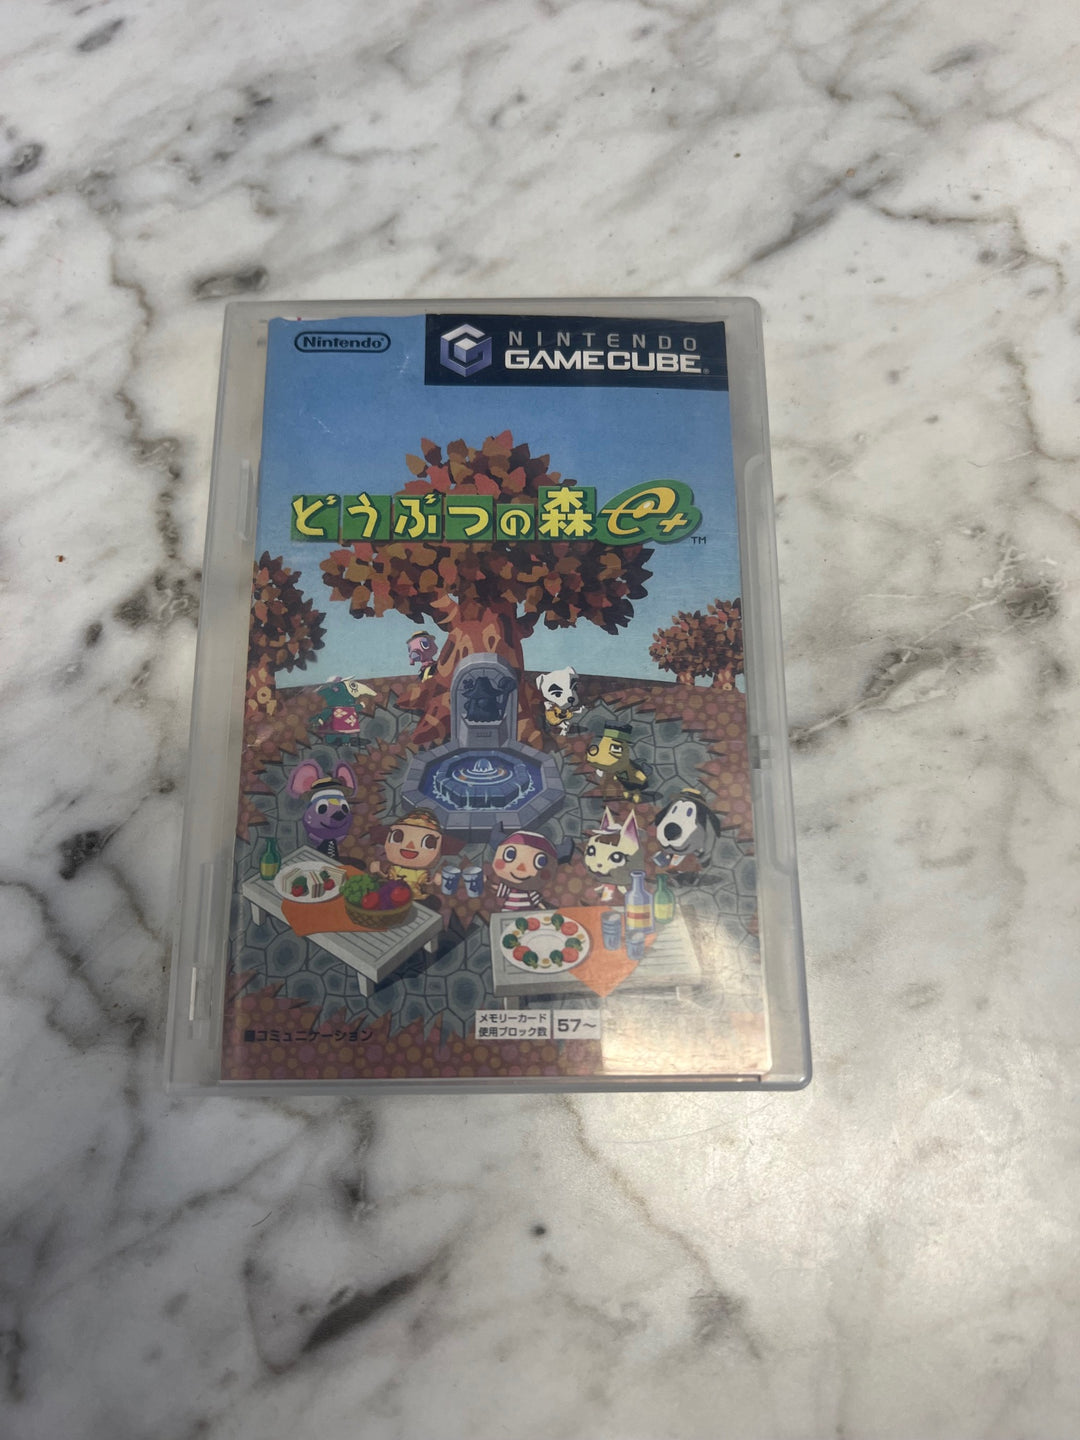 Nintendo®
NINTENDO
GAMECUBE®
どうぶつの森e+™
メモリーカード
使用ブロック数 57〜
■コミュニケーション